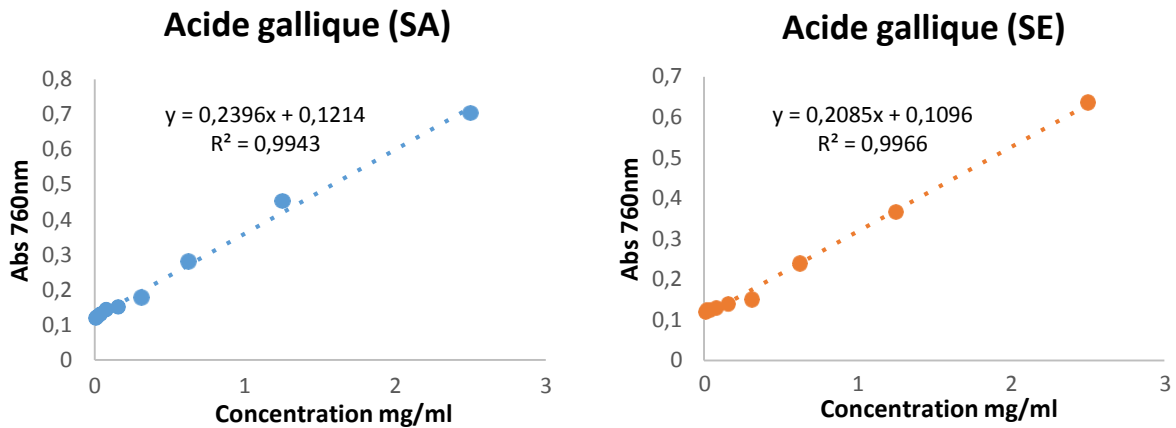 Acide gallique (SA)
y = 0,2396x + 0,1214
R² = 0,9943
Abs 760nm
0,8
0,7
0,6
0,5
0,4
0,3
0,2
0,1
0
0 1 2 3
Concentration mg/ml
Acide gallique (SE)
y = 0,2085x + 0,1096
R² = 0,9966
Abs 760nm
0,7
0,6
0,5
0,4
0,3
0,2
0,1
0
0 1 2 3
Concentration mg/ml